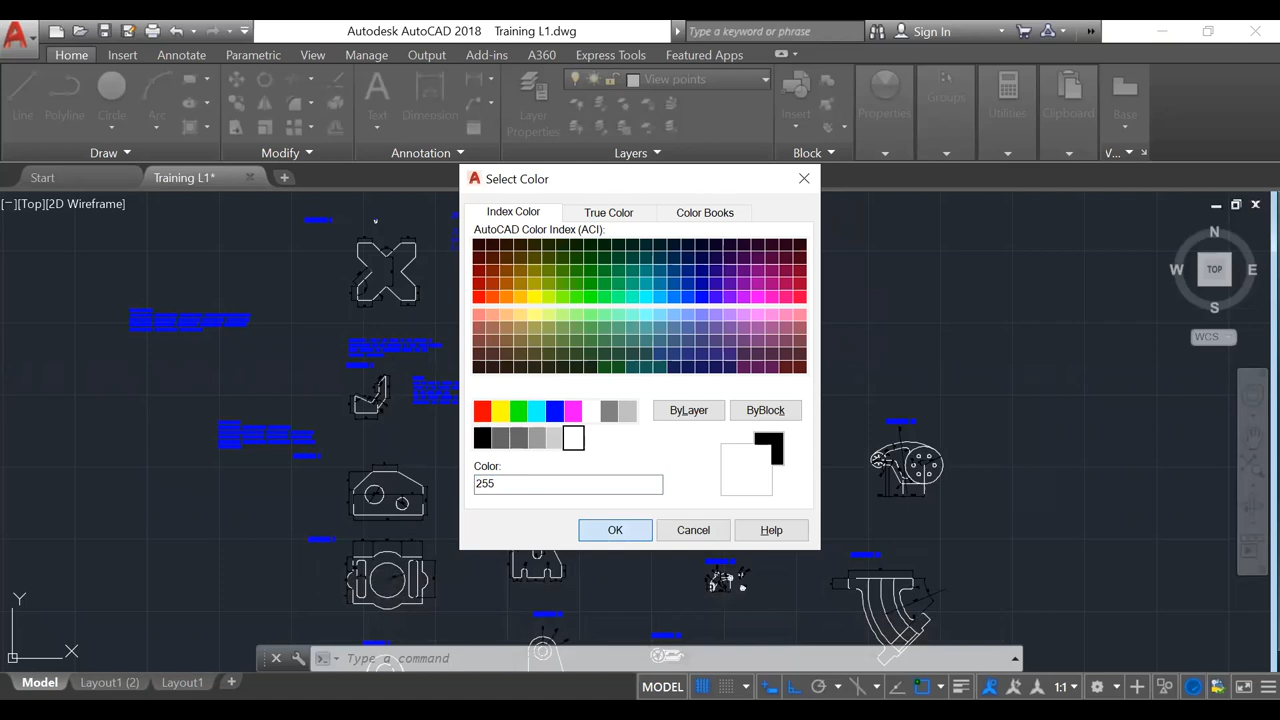 Autodesk AutoCAD 2018 Training L1.dwg
Type a keyword or phrase
Sign In
Home Insert Annotate Parametric View Manage Output Add-ins A360 Express Tools Featured Apps
View points
Line Polyline Circle Arc
Text Dimension
Layer
Properties
Insert
Properties Groups Utilities Clipboard Base
Draw Modify Annotation Layers Block V...
Start Training L1*
[−][Top][2D Wireframe]
Select Color
Index Color True Color Color Books
AutoCAD Color Index (ACI):
ByLayer ByBlock
Color:
255
OK Cancel Help
N
W TOP E
S
WCS
Y
X
Type a command
Model Layout1 (2) Layout1
MODEL 1:1